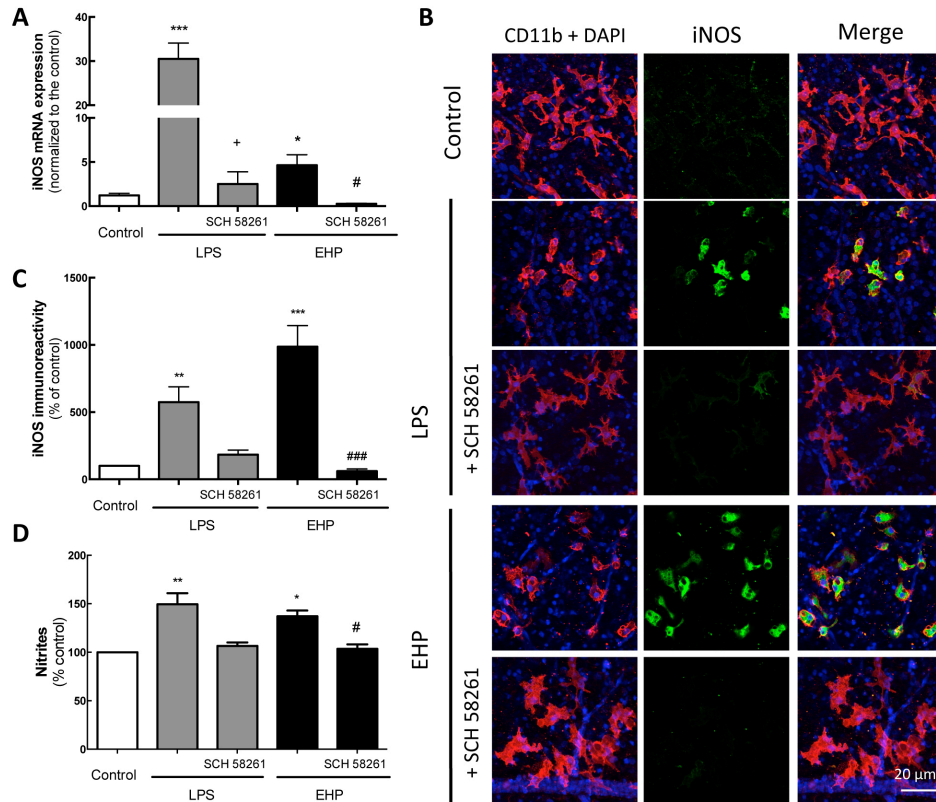 A
iNOS mRNA expression
(normalized to the control)
40
30
20
10
5
0
***
+
*
#
Control
SCH 58261
SCH 58261
LPS
EHP
C
iNOS immunoreactivity
(% of control)
1500
1000
500
0
**
***
###
Control
SCH 58261
SCH 58261
LPS
EHP
D
Nitrites
(% control)
200
150
100
50
0
**
*
#
Control
SCH 58261
SCH 58261
LPS
EHP
B
CD11b + DAPI
iNOS
Merge
Control
LPS
+ SCH 58261
EHP
+ SCH 58261
20 µm